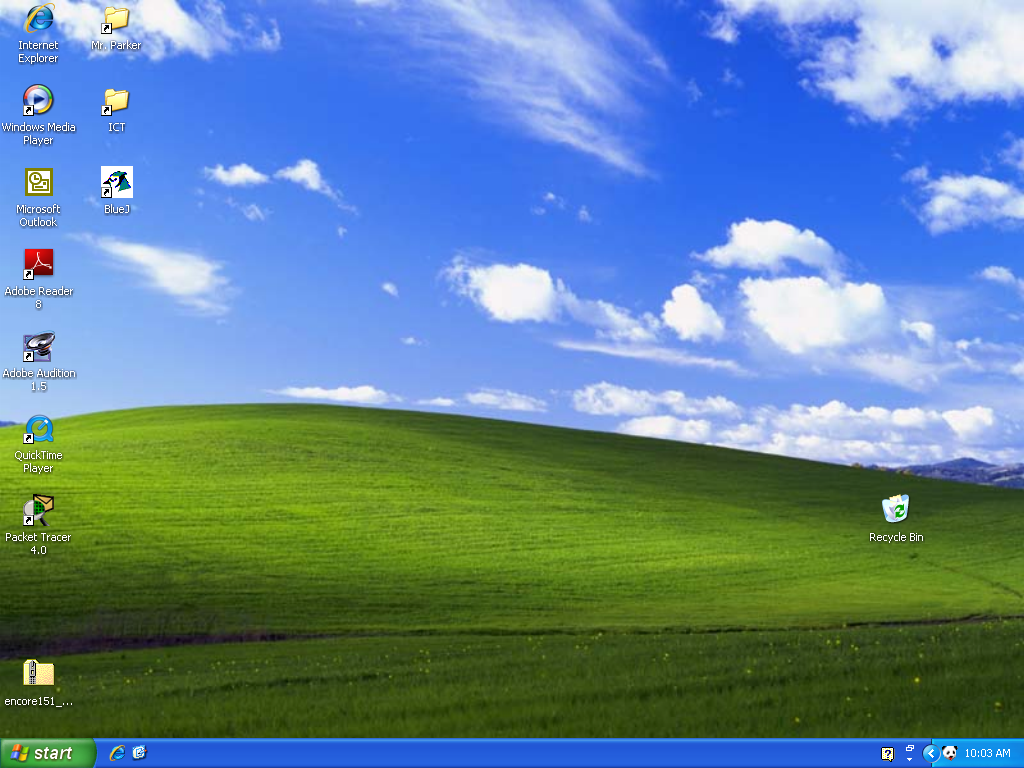 Internet
Explorer
Mr. Parker
Windows Media
Player
ICT
Microsoft
Outlook
BlueJ
Adobe Reader
8
Adobe Audition
1.5
QuickTime
Player
Packet Tracer
4.0
Recycle Bin
encore151_...
start
10:03 AM